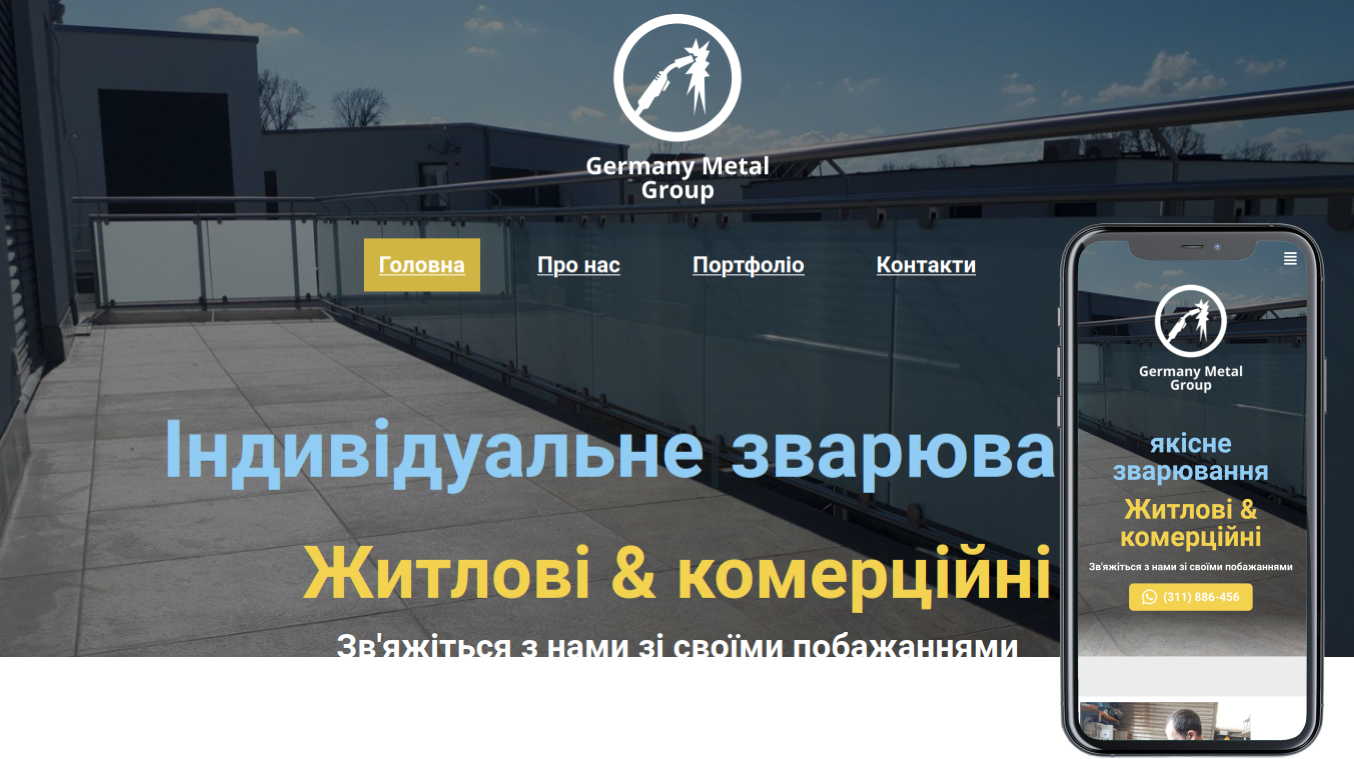 Germany Metal
Group
Головна
Про нас
Портфоліо
Контакти
Індивідуальне зварюва
Житлові & комерційні
Зв'яжіться з нами зі своїми побажаннями
Germany Metal
Group
якісне
зварювання
Житлові &
комерційні
Зв'яжіться з нами зі своїми побажаннями
(311) 886-456